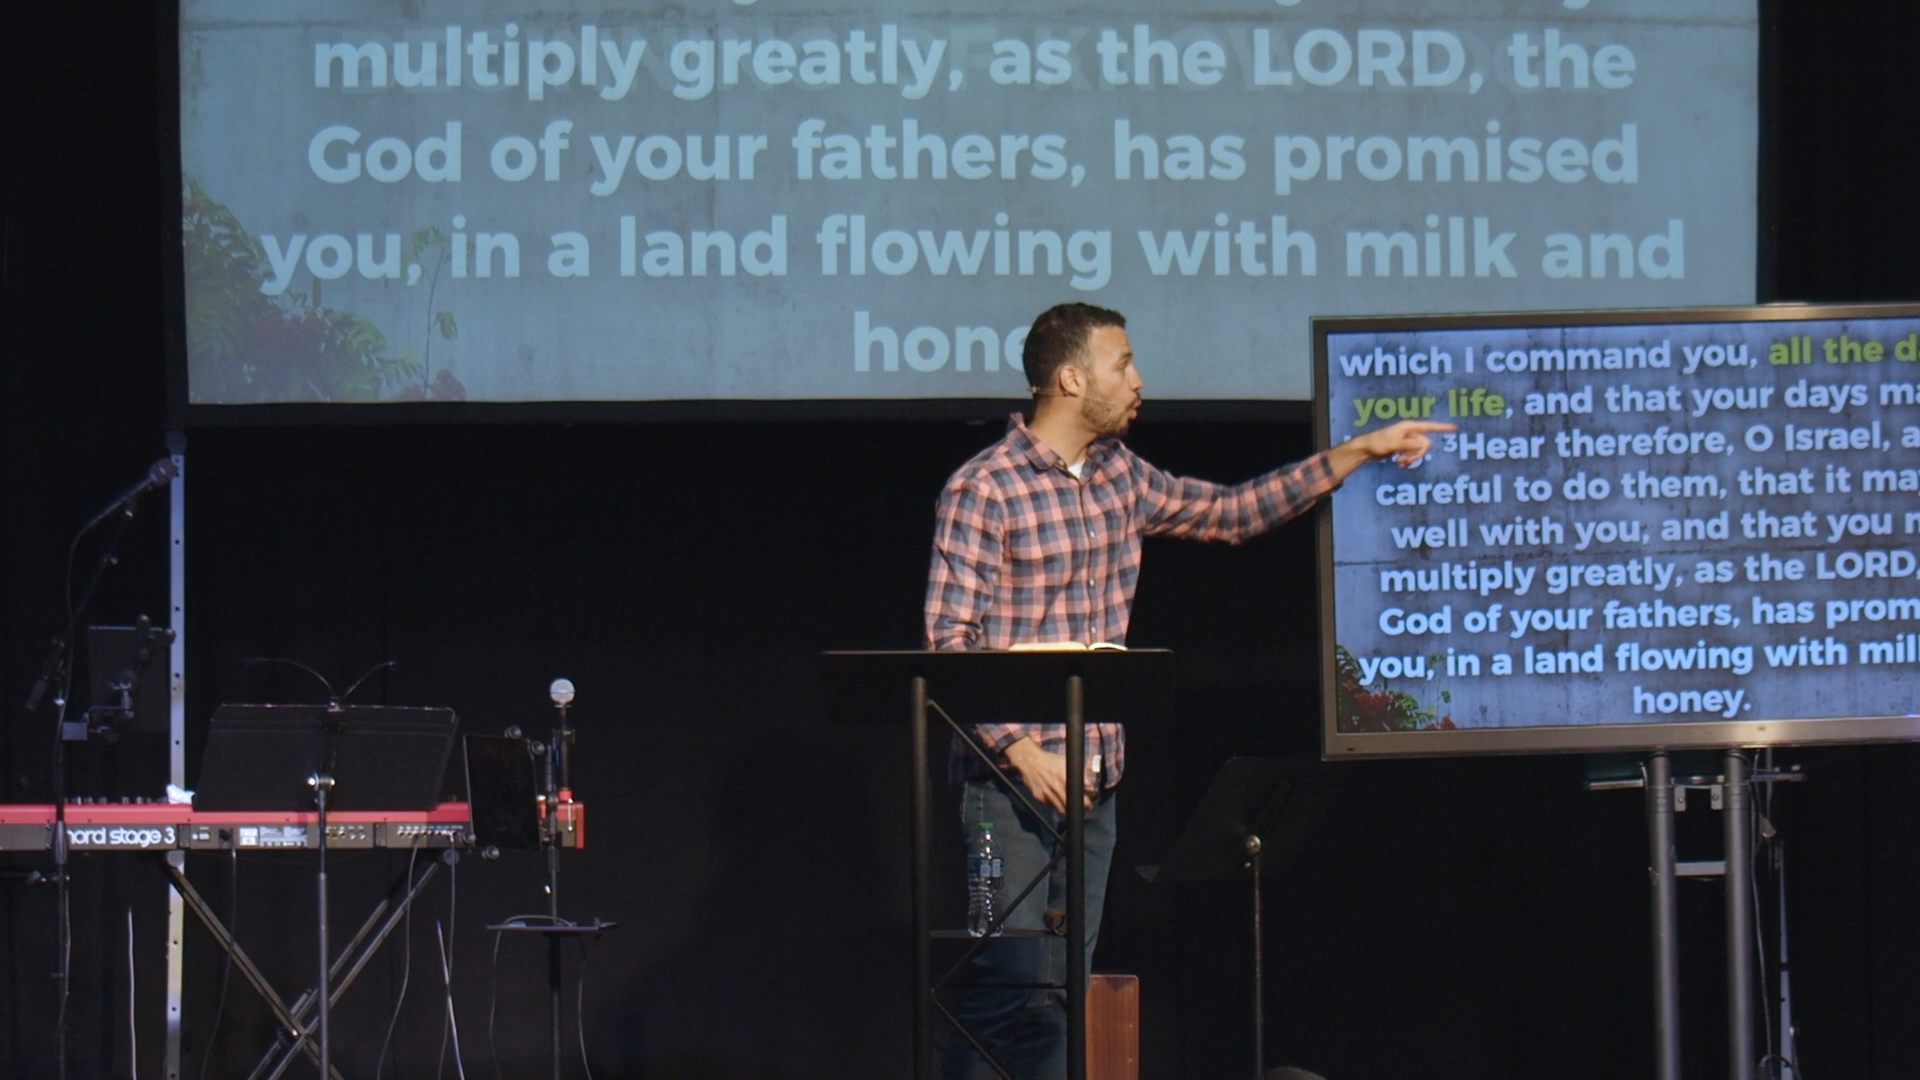 multiply greatly, as the LORD, the
God of your fathers, has promised
you, in a land flowing with milk and
hone
which I command you, all the d
your life, and that your days ma
3Hear therefore, O Israel, a
careful to do them, that it may
well with you, and that you m
multiply greatly, as the LORD,
God of your fathers, has prom
you, in a land flowing with mil
honey.
nord stage 3